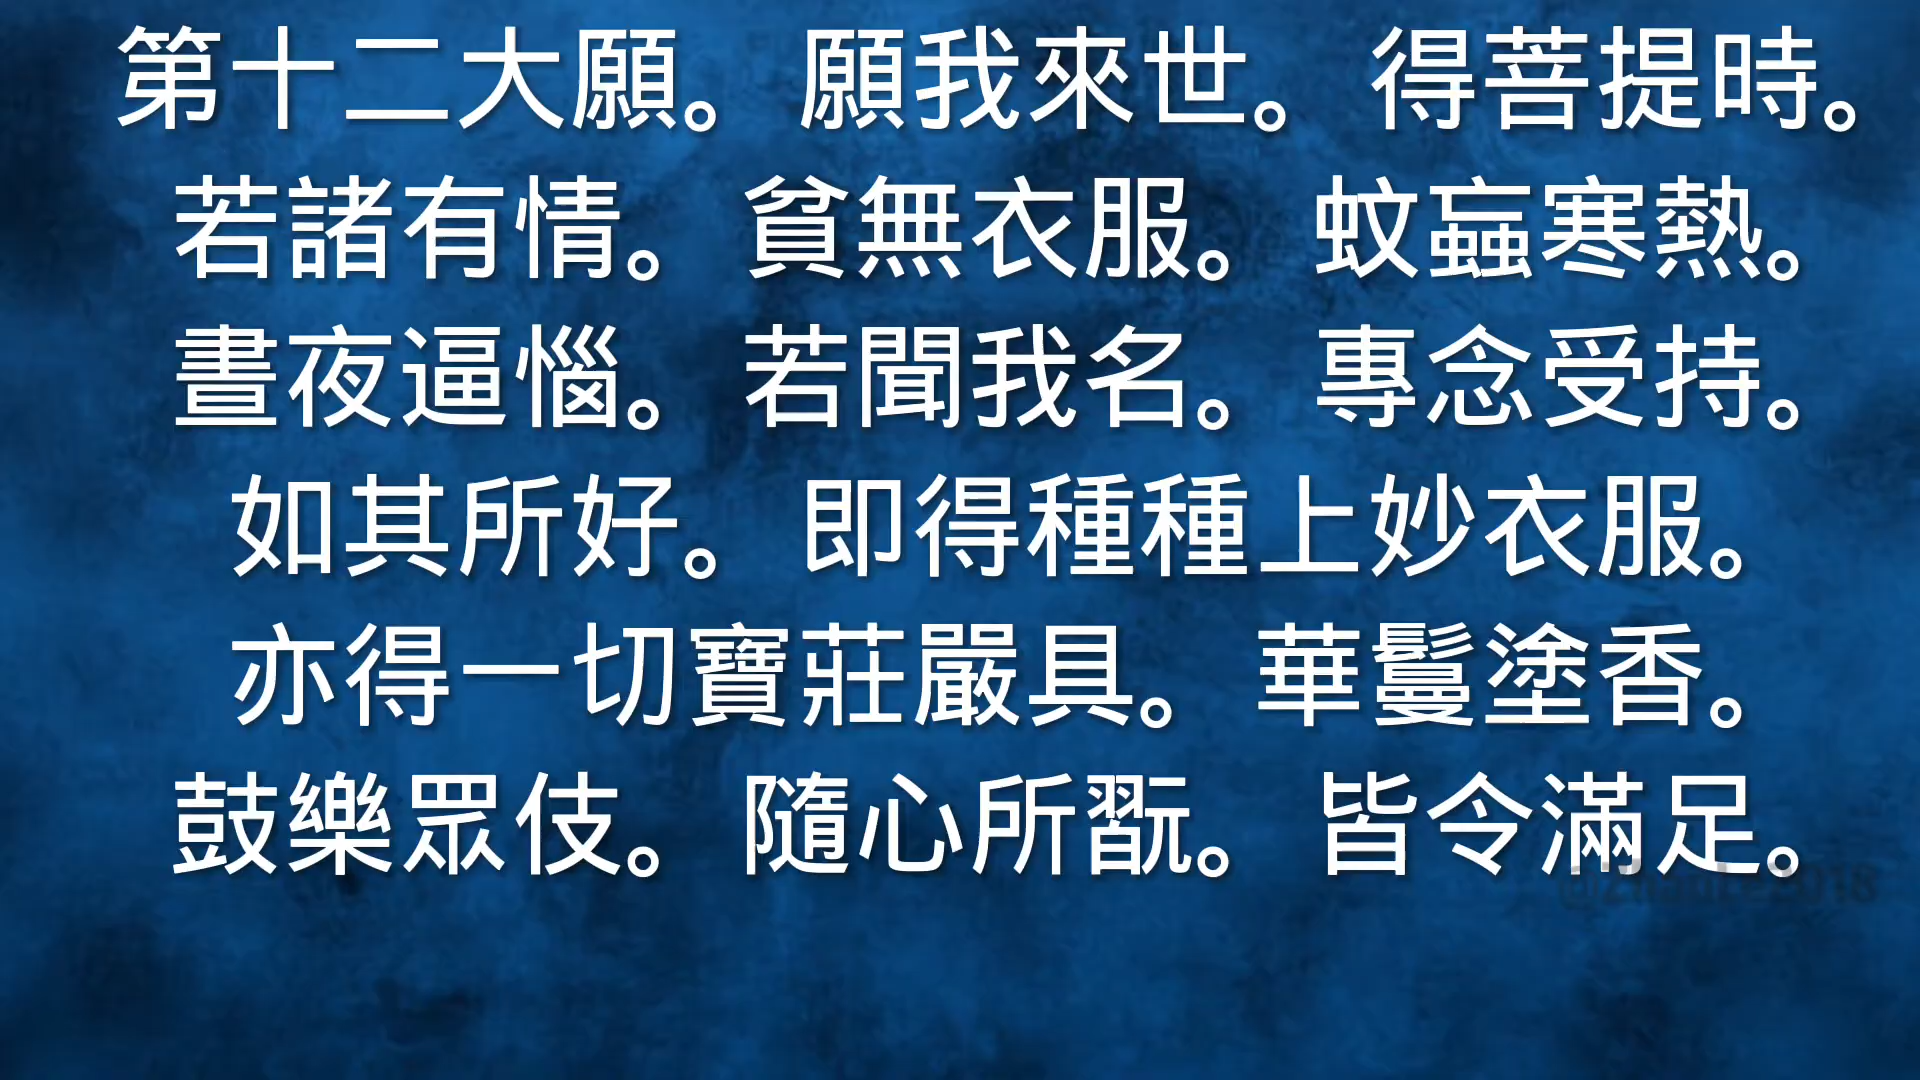 第十二大願。願我來世。得菩提時。
若諸有情。貧無衣服。蚊蝱寒熱。
晝夜逼惱。若聞我名。專念受持。
如其所好。即得種種上妙衣服。
亦得一切寶莊嚴具。華鬘塗香。
鼓樂眾伎。隨心所翫。皆令滿足。